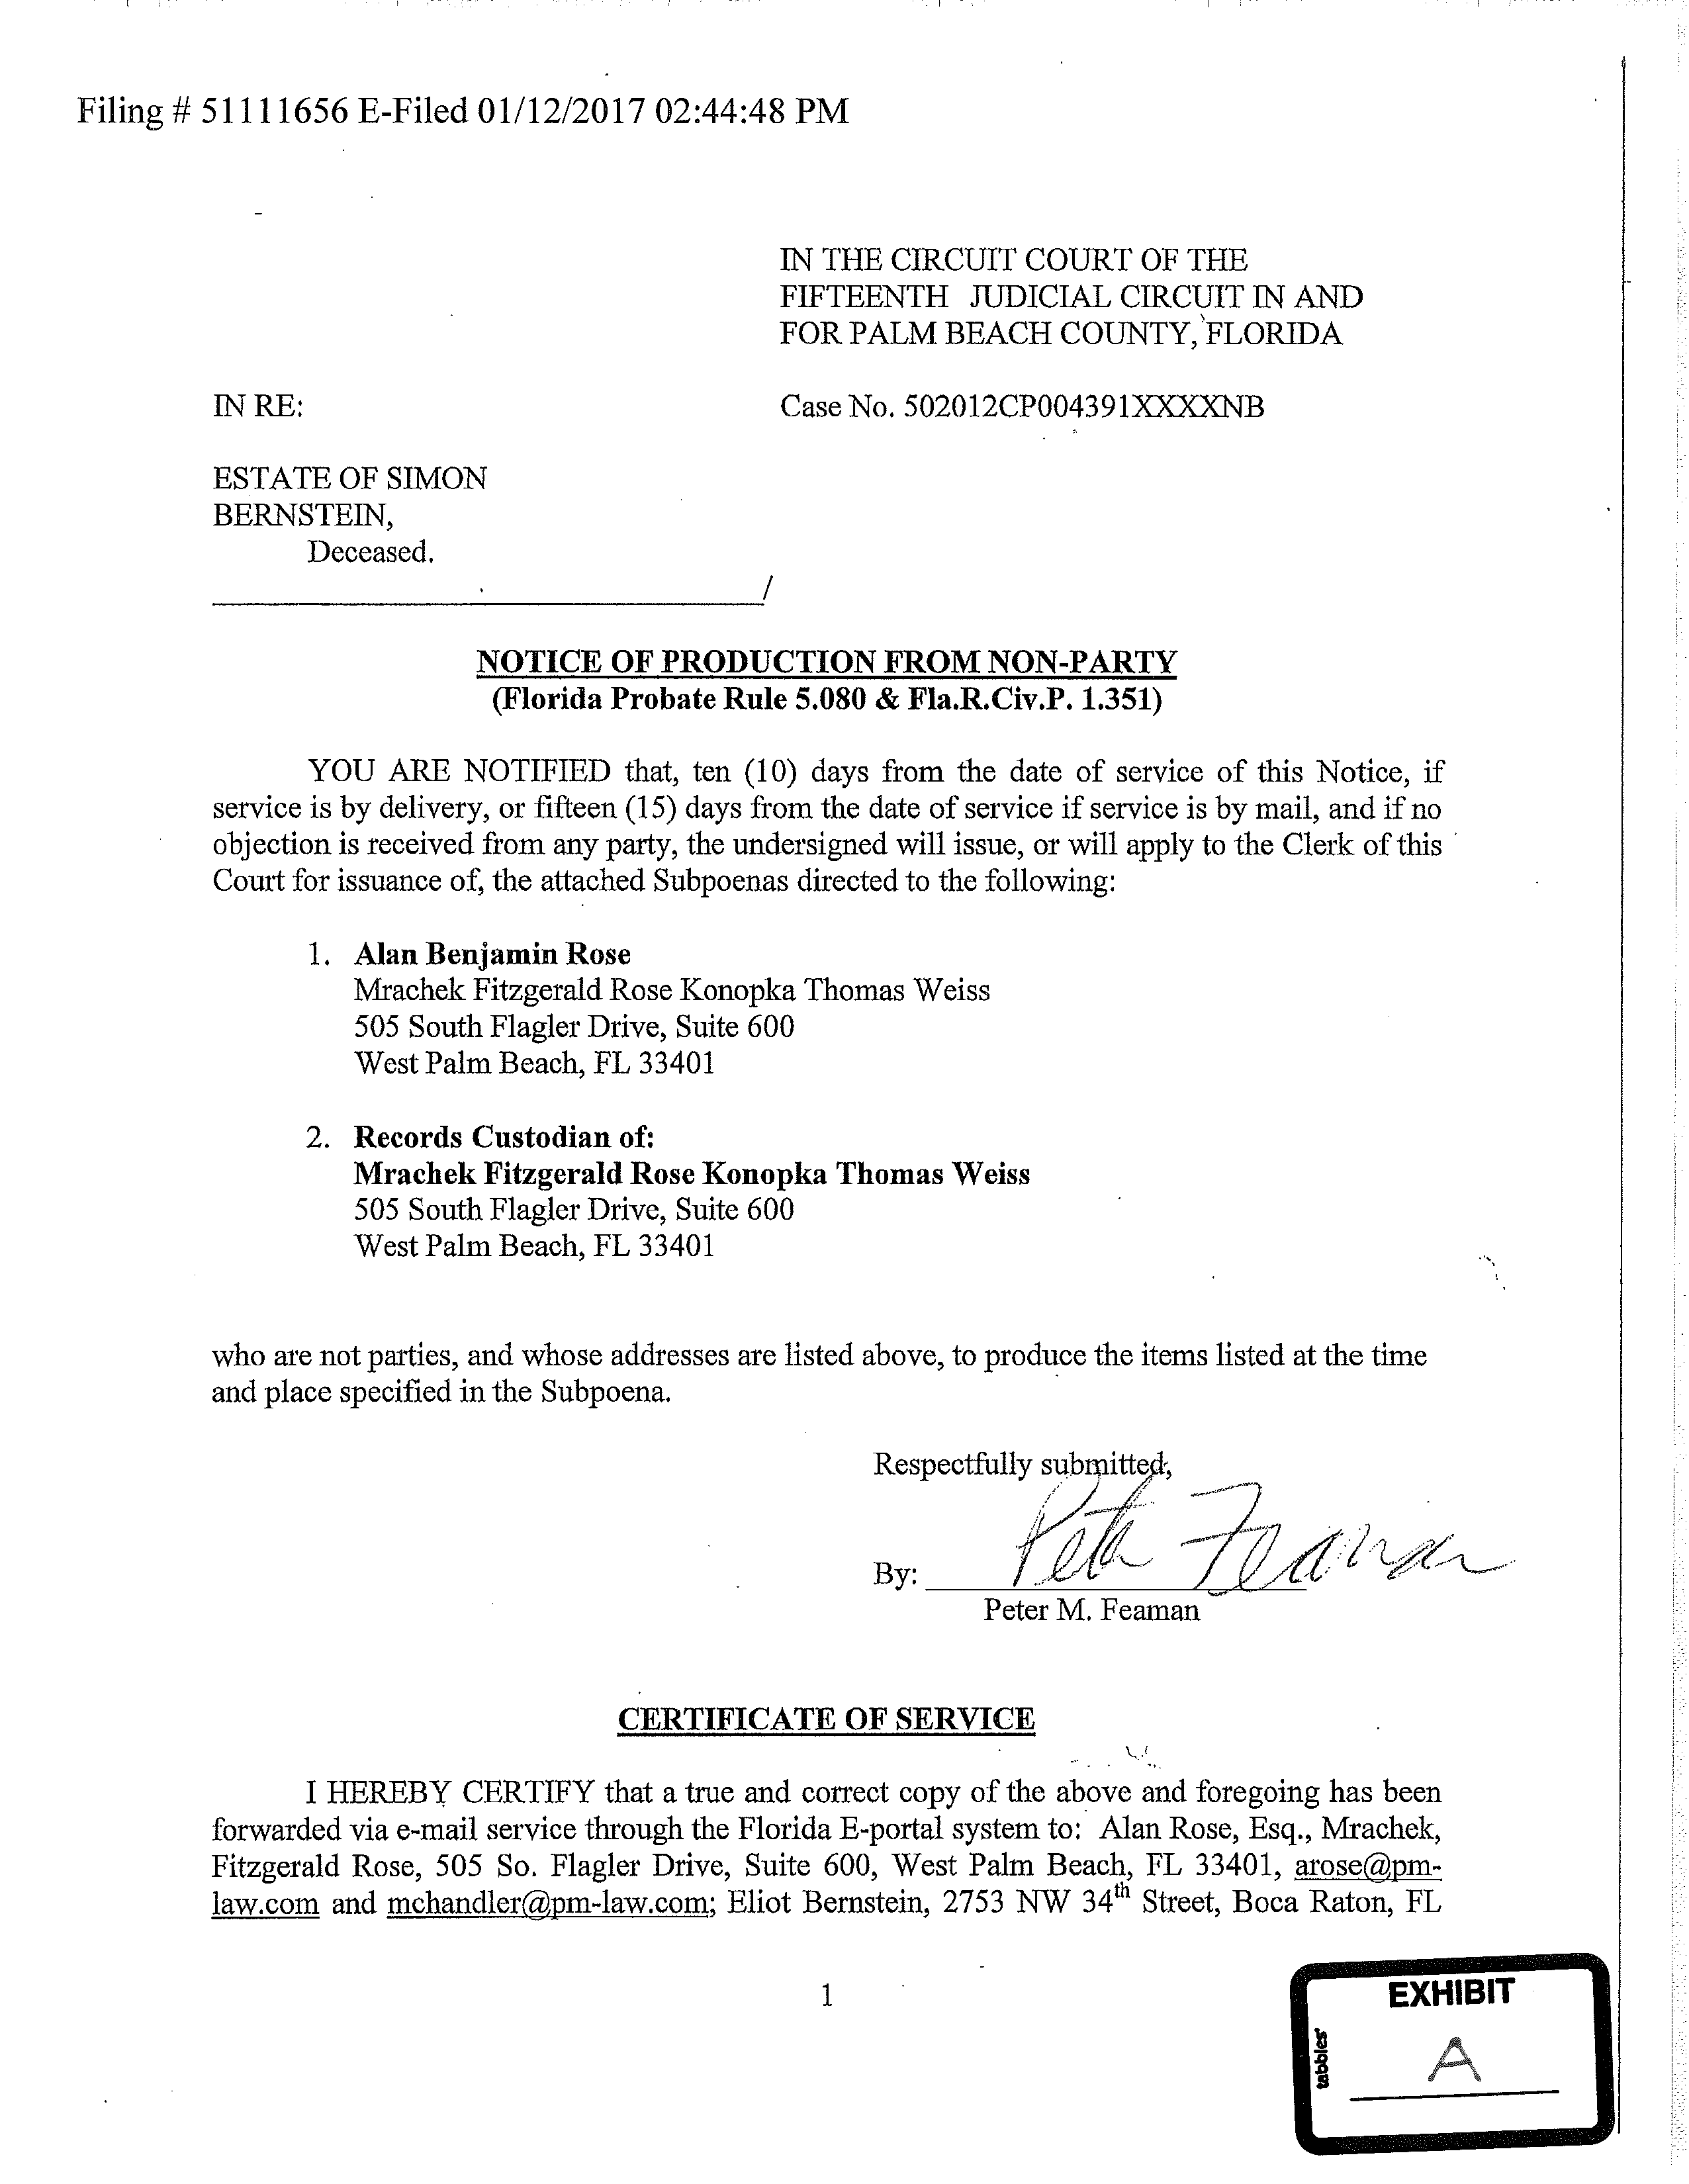 Filing # 51111656 E-Filed 01/12/2017 02:44:48 PM
IN THE CIRCUIT COURT OF THE
FIFTEENTH JUDICIAL CIRCUIT IN AND
FOR PALM BEACH COUNTY, FLORIDA
IN RE:
Case No. 502012CP004391XXXXNB
ESTATE OF SIMON
BERNSTEIN,
Deceased.
/
NOTICE OF PRODUCTION FROM NON-PARTY
(Florida Probate Rule 5.080 & Fla.R.Civ.P. 1.351)
YOU ARE NOTIFIED that, ten (10) days from the date of service of this Notice, if
service is by delivery, or fifteen (15) days from the date of service if service is by mail, and if no
objection is received from any party, the undersigned will issue, or will apply to the Clerk of this
Court for issuance of, the attached Subpoenas directed to the following:
1. Alan Benjamin Rose
Mrachek Fitzgerald Rose Konopka Thomas Weiss
505 South Flagler Drive, Suite 600
West Palm Beach, FL 33401
2. Records Custodian of:
Mrachek Fitzgerald Rose Konopka Thomas Weiss
505 South Flagler Drive, Suite 600
West Palm Beach, FL 33401
who are not parties, and whose addresses are listed above, to produce the items listed at the time
and place specified in the Subpoena.
Respectfully submitted,
Peter Feaman
By:
Peter M. Feaman
CERTIFICATE OF SERVICE
I HEREBY CERTIFY that a true and correct copy of the above and foregoing has been
forwarded via e-mail service through the Florida E-portal system to: Alan Rose, Esq., Mrachek,
Fitzgerald Rose, 505 So. Flagler Drive, Suite 600, West Palm Beach, FL 33401, arose@pm-
law.com and mchandler@pm-law.com; Eliot Bernstein, 2753 NW 34th Street, Boca Raton, FL
1
EXHIBIT
tabbies'
A